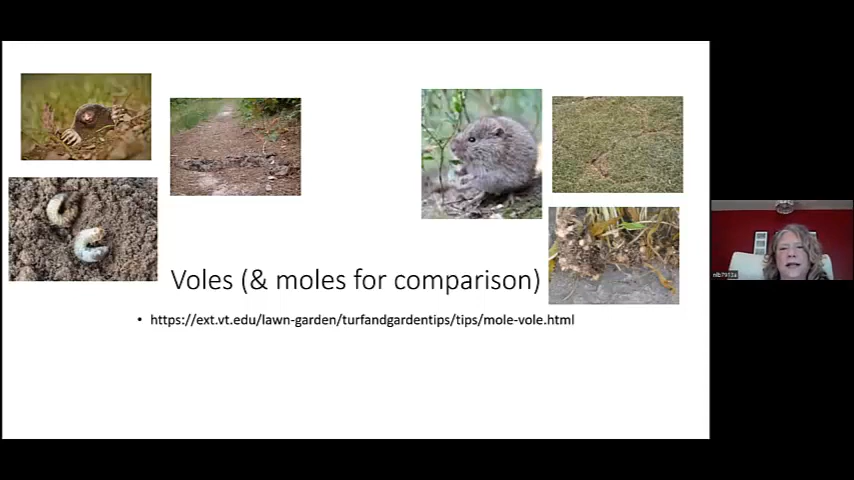 Voles (& moles for comparison)
• https://ext.vt.edu/lawn-garden/turfandgardentips/tips/mole-vole.html